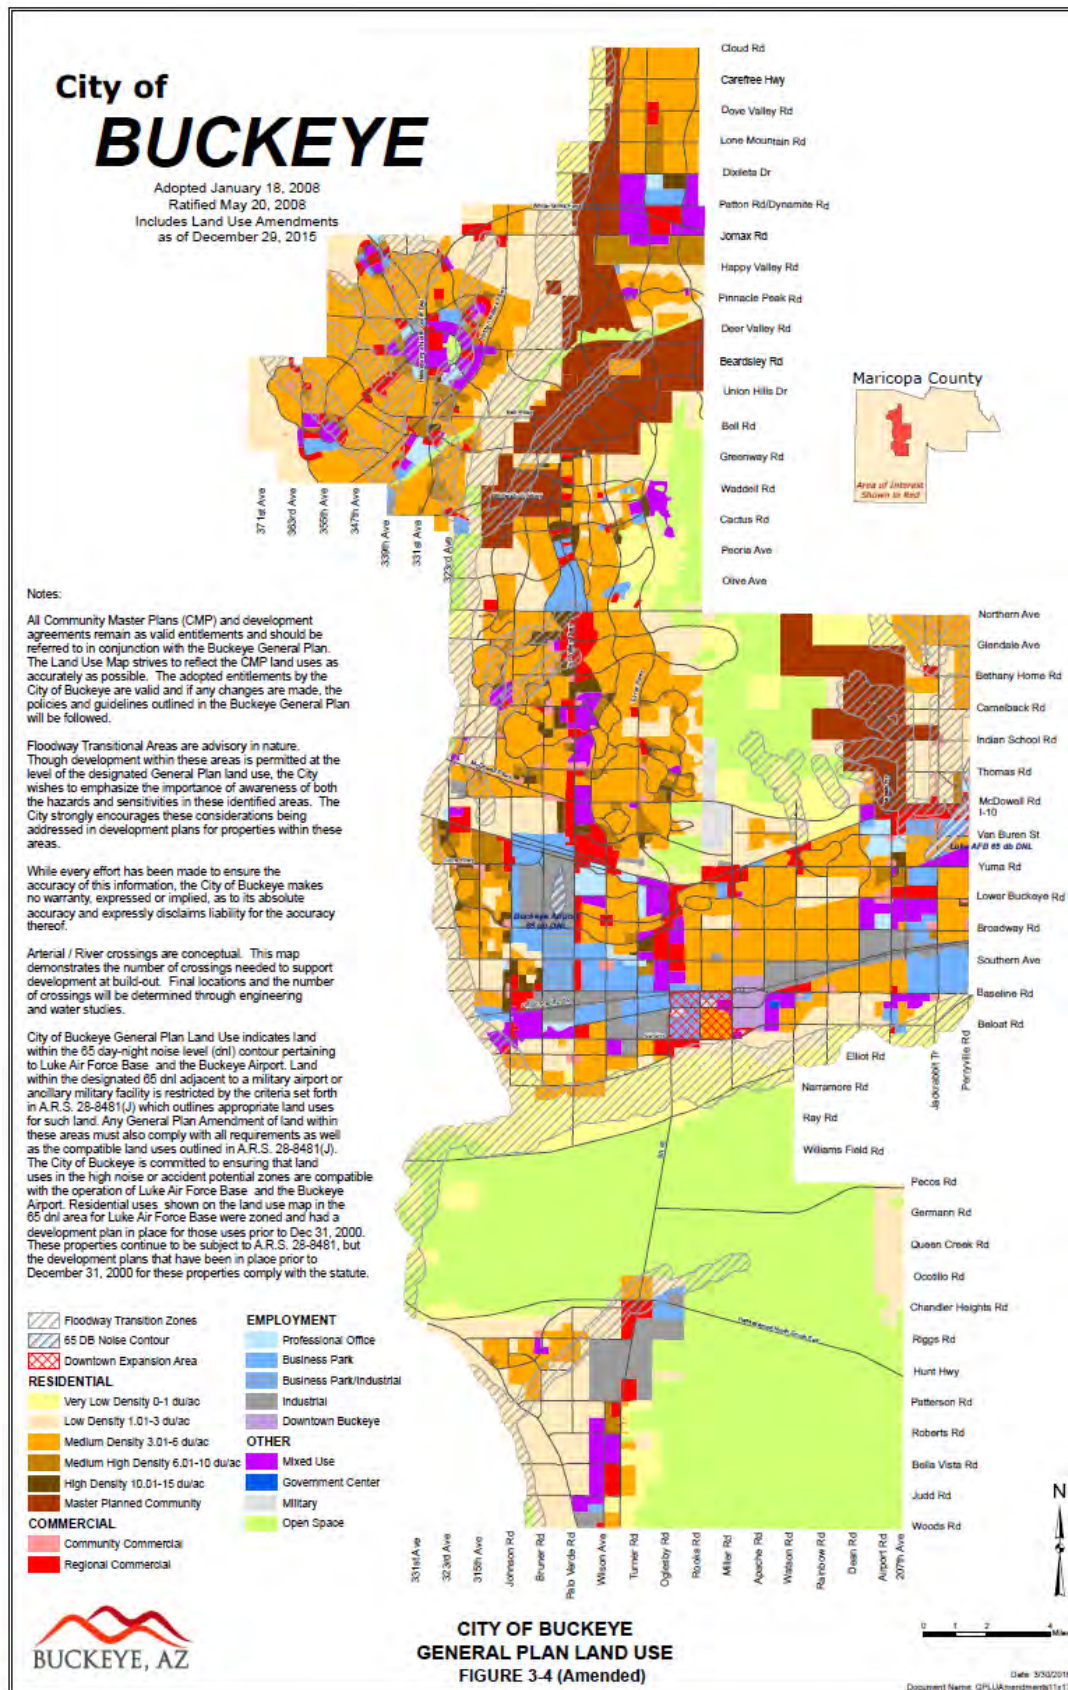 City of
BUCKEYE
Adopted January 18, 2008
Ratified May 20, 2008
Includes Land Use Amendments
as of December 29, 2015
Cloud Rd
Carefree Hwy
Dove Valley Rd
Lone Mountain Rd
Dixileta Dr
Patton Rd/Dynamite Rd
Jomax Rd
Happy Valley Rd
Pinnacle Peak Rd
Deer Valley Rd
Beardsley Rd
Union Hills Dr
Bell Rd
Greenway Rd
Waddell Rd
Cactus Rd
Peoria Ave
Olive Ave
Maricopa County
Area of Interest
Shown in Red
371st Ave
363rd Ave
355th Ave
347th Ave
339th Ave
331st Ave
323rd Ave
Northern Ave
Glendale Ave
Bethany Home Rd
Camelback Rd
Indian School Rd
Thomas Rd
McDowell Rd
I-10
Van Buren St
Luke AFB 65 db DNL
Yuma Rd
Lower Buckeye Rd
Broadway Rd
Southern Ave
Baseline Rd
Beloat Rd
Buckeye Airport
65 db DNL
Elliot Rd
Jackrabbit Tr
Perryville Rd
Narramore Rd
Ray Rd
Williams Field Rd
Pecos Rd
Germann Rd
Queen Creek Rd
Ocotillo Rd
Chandler Heights Rd
Riggs Rd
Hunt Hwy
Patterson Rd
Roberts Rd
Bella Vista Rd
Judd Rd
Woods Rd
Notes:
All Community Master Plans (CMP) and development
agreements remain as valid entitlements and should be
referred to in conjunction with the Buckeye General Plan.
The Land Use Map strives to reflect the CMP land uses as
accurately as possible. The adopted entitlements by the
City of Buckeye are valid and if any changes are made, the
policies and guidelines outlined in the Buckeye General Plan
will be followed.
Floodway Transitional Areas are advisory in nature.
Though development within these areas is permitted at the
level of the designated General Plan land use, the City
wishes to emphasize the importance of awareness of both
the hazards and sensitivities in these identified areas. The
City strongly encourages these considerations being
addressed in development plans for properties within these
areas.
While every effort has been made to ensure the
accuracy of this information, the City of Buckeye makes
no warranty, expressed or implied, as to its absolute
accuracy and expressly disclaims liability for the accuracy
thereof.
Arterial / River crossings are conceptual. This map
demonstrates the number of crossings needed to support
development at build-out. Final locations and the number
of crossings will be determined through engineering
and water studies.
City of Buckeye General Plan Land Use indicates land
within the 65 day-night noise level (dnl) contour pertaining
to Luke Air Force Base and the Buckeye Airport. Land
within the designated 65 dnl adjacent to a military airport or
ancillary military facility is restricted by the criteria set forth
in A.R.S. 28-8481(J) which outlines appropriate land uses
for such land. Any General Plan Amendment of land within
these areas must also comply with all requirements as well
as the compatible land uses outlined in A.R.S. 28-8481(J).
The City of Buckeye is committed to ensuring that land
uses in the high noise or accident potential zones are compatible
with the operation of Luke Air Force Base and the Buckeye
Airport. Residential uses shown on the land use map in the
65 dnl area for Luke Air Force Base were zoned and had a
development plan in place for those uses prior to Dec 31, 2000.
These properties continue to be subject to A.R.S. 28-8481, but
the development plans that have been in place prior to
December 31, 2000 for these properties comply with the statute.
Floodway Transition Zones
65 DB Noise Contour
Downtown Expansion Area
RESIDENTIAL
Very Low Density 0-1 du/ac
Low Density 1.01-3 du/ac
Medium Density 3.01-6 du/ac
Medium High Density 6.01-10 du/ac
High Density 10.01-15 du/ac
Master Planned Community
COMMERCIAL
Community Commercial
Regional Commercial
EMPLOYMENT
Professional Office
Business Park
Business Park/Industrial
Industrial
Downtown Buckeye
OTHER
Mixed Use
Government Center
Military
Open Space
331st Ave
323rd Ave
315th Ave
Johnson Rd
Bruner Rd
Palo Verde Rd
Wilson Ave
Turner Rd
Oglesby Rd
Rooks Rd
Miller Rd
Apache Rd
Watson Rd
Rainbow Rd
Dean Rd
Airport Rd
207th Ave
N
0 1 2 4
Miles
BUCKEYE, AZ
CITY OF BUCKEYE
GENERAL PLAN LAND USE
FIGURE 3-4 (Amended)
Date: 3/30/2016
Document Name: GPLUAmendments11x17